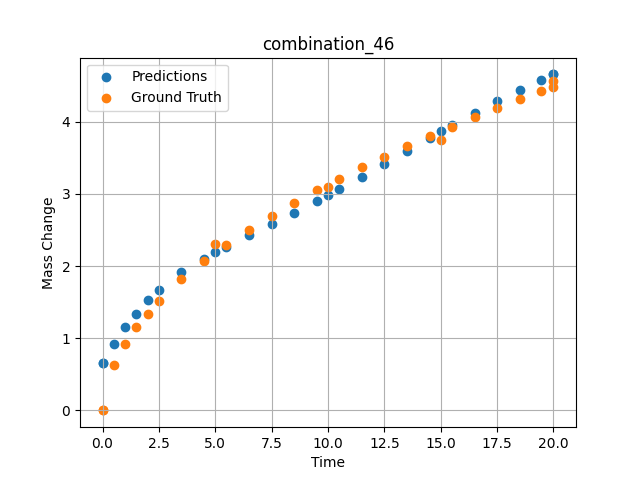 combination_46
Predictions
Ground Truth
Mass Change
4
3
2
1
0
0.0 2.5 5.0 7.5 10.0 12.5 15.0 17.5 20.0
Time